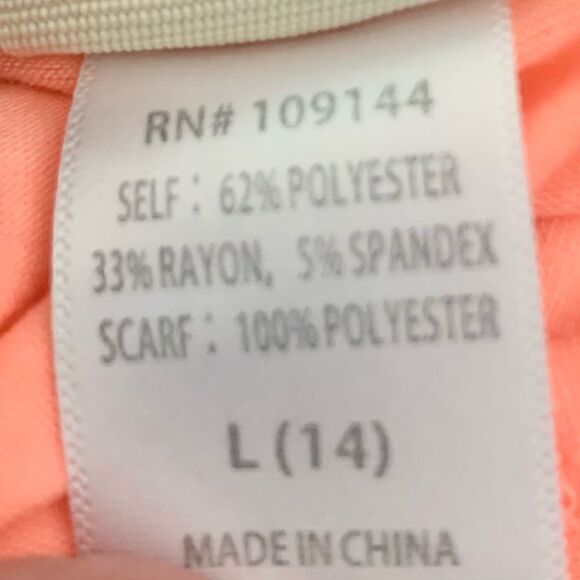 RN# 109144
SELF: 62% POLYESTER
33% RAYON, 5% SPANDEX
SCARF: 100% POLYESTER
L (14)
MADE IN CHINA